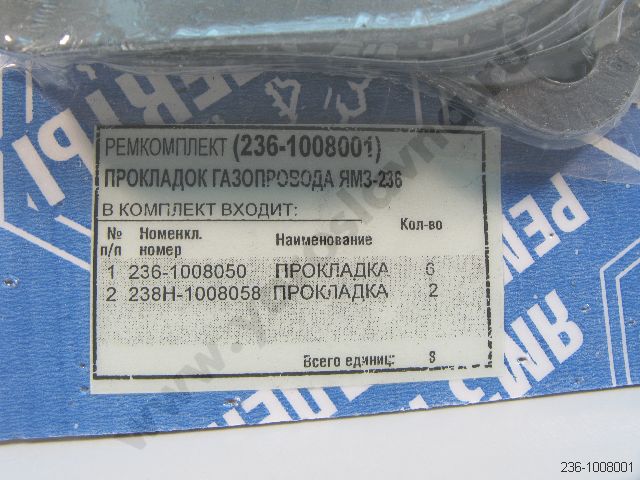 РЕМКОМПЛЕКТ (236-1008001)
ПРОКЛАДОК ГАЗОПРОВОДА ЯМЗ-236
В КОМПЛЕКТ ВХОДИТ:
№ п/п Номенкл. номер Наименование Кол-во
1 236-1008050 ПРОКЛАДКА 6
2 238Н-1008058 ПРОКЛАДКА 2
Всего единиц: 8
236-1008001